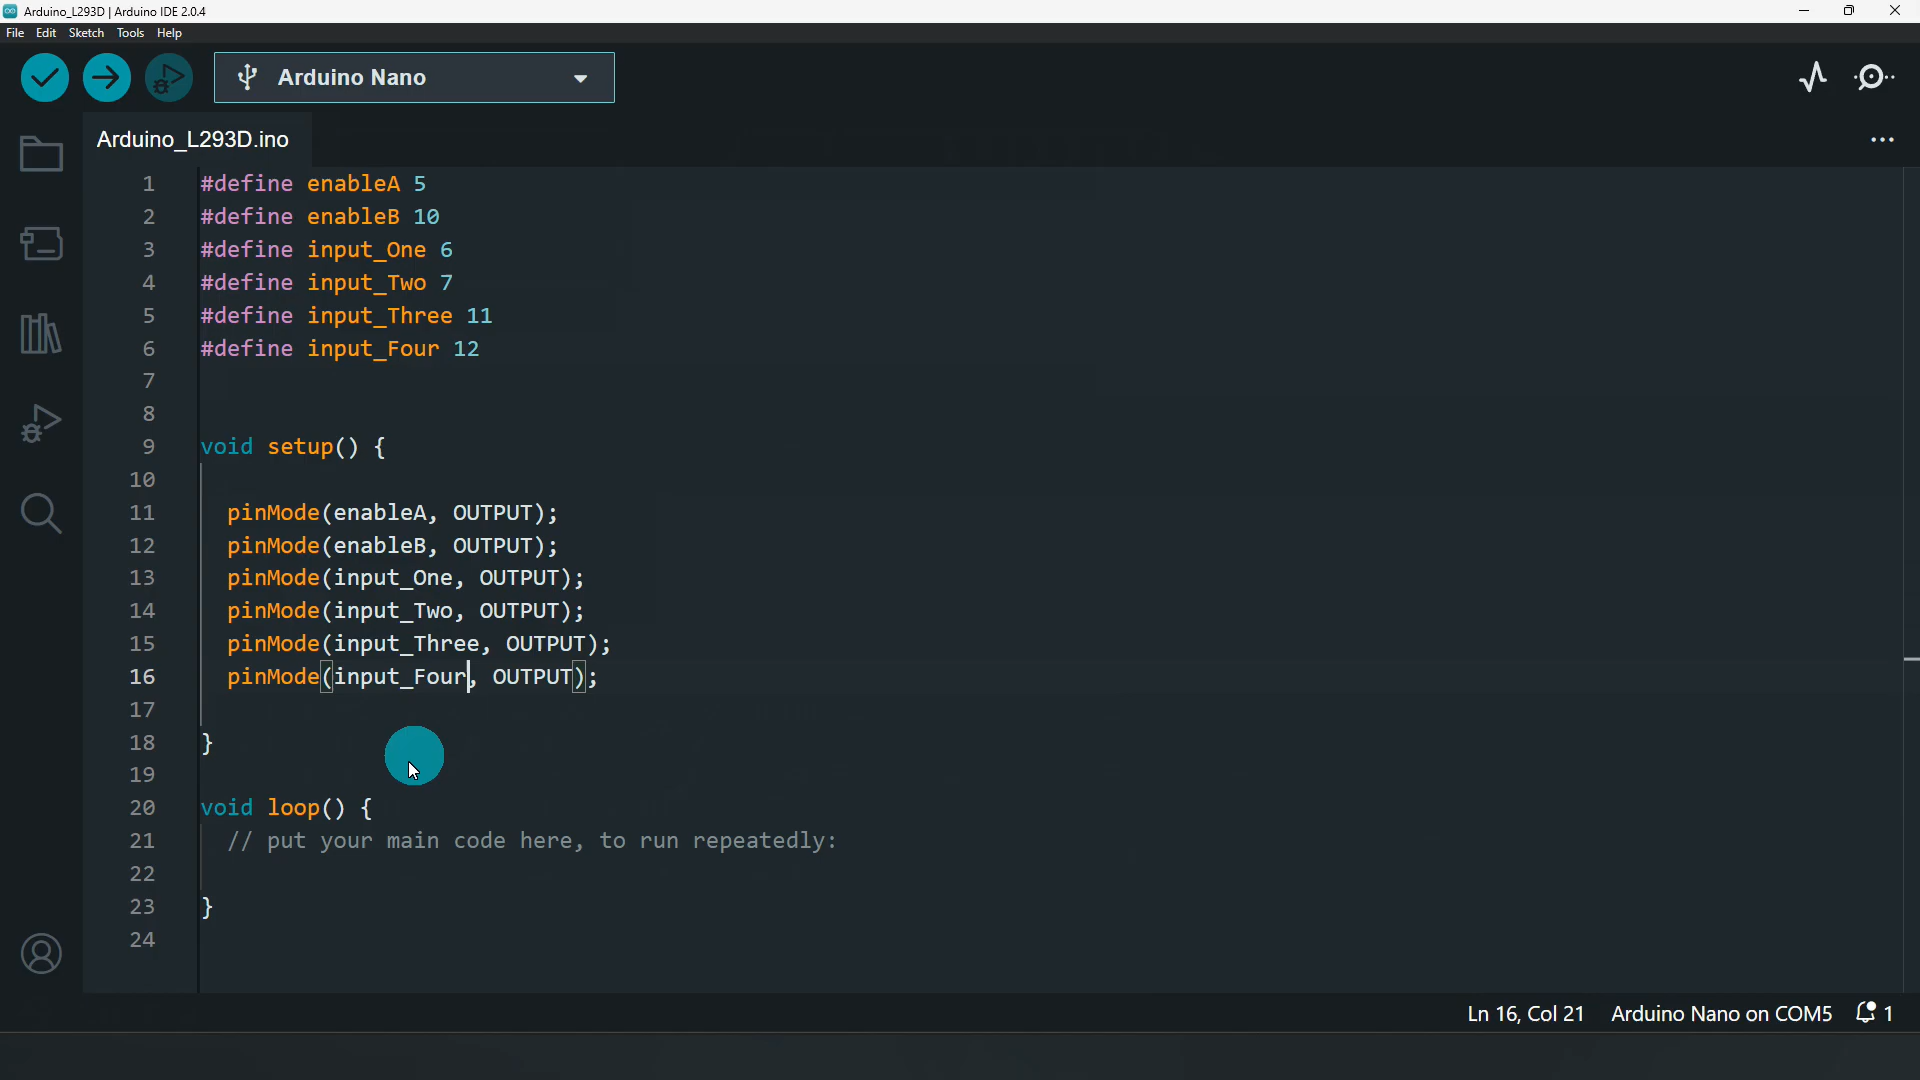 Arduino_L293D | Arduino IDE 2.0.4
File Edit Sketch Tools Help
Arduino Nano
Arduino_L293D.ino
1 #define enableA 5
2 #define enableB 10
3 #define input_One 6
4 #define input_Two 7
5 #define input_Three 11
6 #define input_Four 12
7
8
9 void setup() {
10
11 pinMode(enableA, OUTPUT);
12 pinMode(enableB, OUTPUT);
13 pinMode(input_One, OUTPUT);
14 pinMode(input_Two, OUTPUT);
15 pinMode(input_Three, OUTPUT);
16 pinMode(input_Four, OUTPUT);
17
18 }
19
20 void loop() {
21 // put your main code here, to run repeatedly:
22
23 }
24
Ln 16, Col 21 Arduino Nano on COM5 1